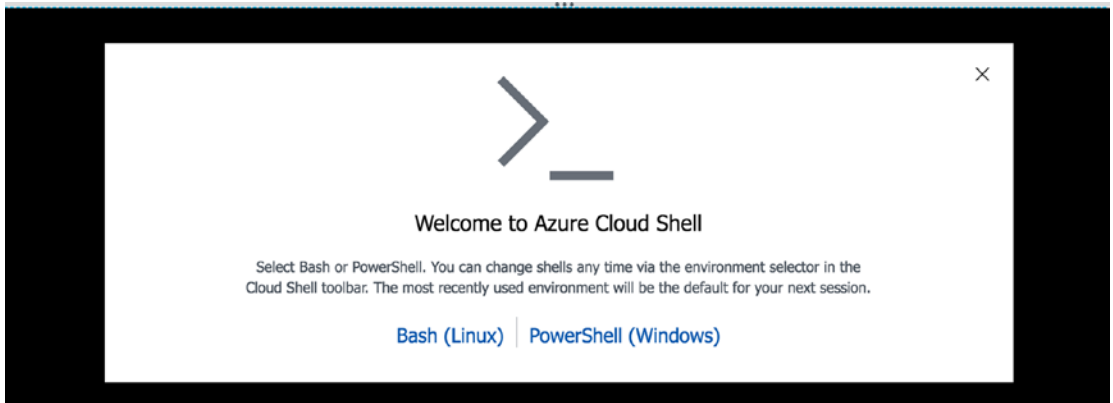 Welcome to Azure Cloud Shell
Select Bash or PowerShell. You can change shells any time via the environment selector in the
Cloud Shell toolbar. The most recently used environment will be the default for your next session.
Bash (Linux) PowerShell (Windows)